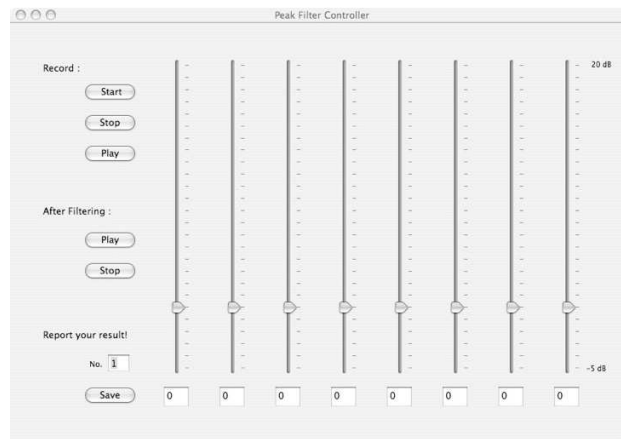 Peak Filter Controller
Record :
20 dB
Start
Stop
Play
After Filtering :
Play
Stop
Report your result!
No. 1
-5 dB
Save
0 0 0 0 0 0 0 0